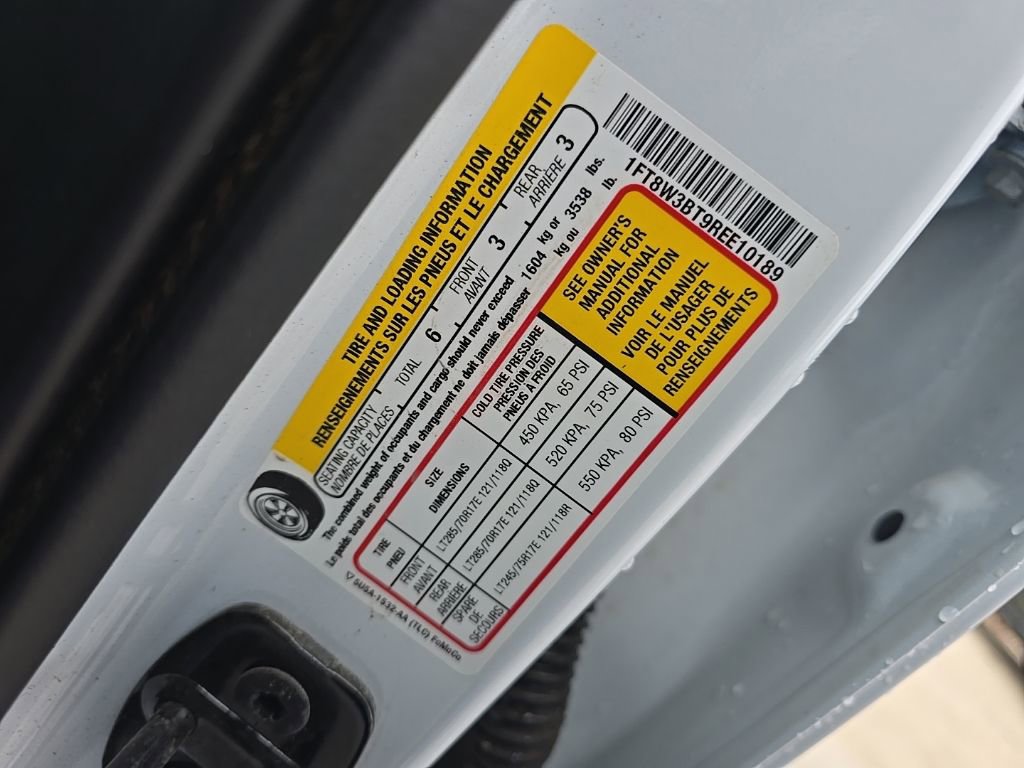 TIRE AND LOADING INFORMATION
RENSEIGNEMENTS SUR LES PNEUS ET LE CHARGEMENT
SEATING CAPACITY TOTAL 6 FRONT 3 REAR 3
NOMBRE DE PLACES AVANT ARRIÈRE
The combined weight of occupants and cargo should never exceed 1604 kg or 3538 lbs.
Le poids total des occupants et du chargement ne doit jamais dépasser kg ou lb.
1FT8W3BT9REE10189
TIRE SIZE COLD TIRE PRESSURE
PNEU DIMENSIONS PRESSION DES
PNEUS À FROID
FRONT LT285/70R17E 121/118Q 450 KPA, 65 PSI
AVANT
REAR LT285/70R17E 121/118Q 520 KPA, 75 PSI
ARRIÈRE
SPARE LT245/75R17E 121/118R 550 KPA, 80 PSI
DE
SECOURS
SEE OWNER'S
MANUAL FOR
ADDITIONAL
INFORMATION
VOIR LE MANUEL
DE L'USAGER
POUR PLUS DE
RENSEIGNEMENTS
5U5A-1532-AA (TLC) FoMoCo